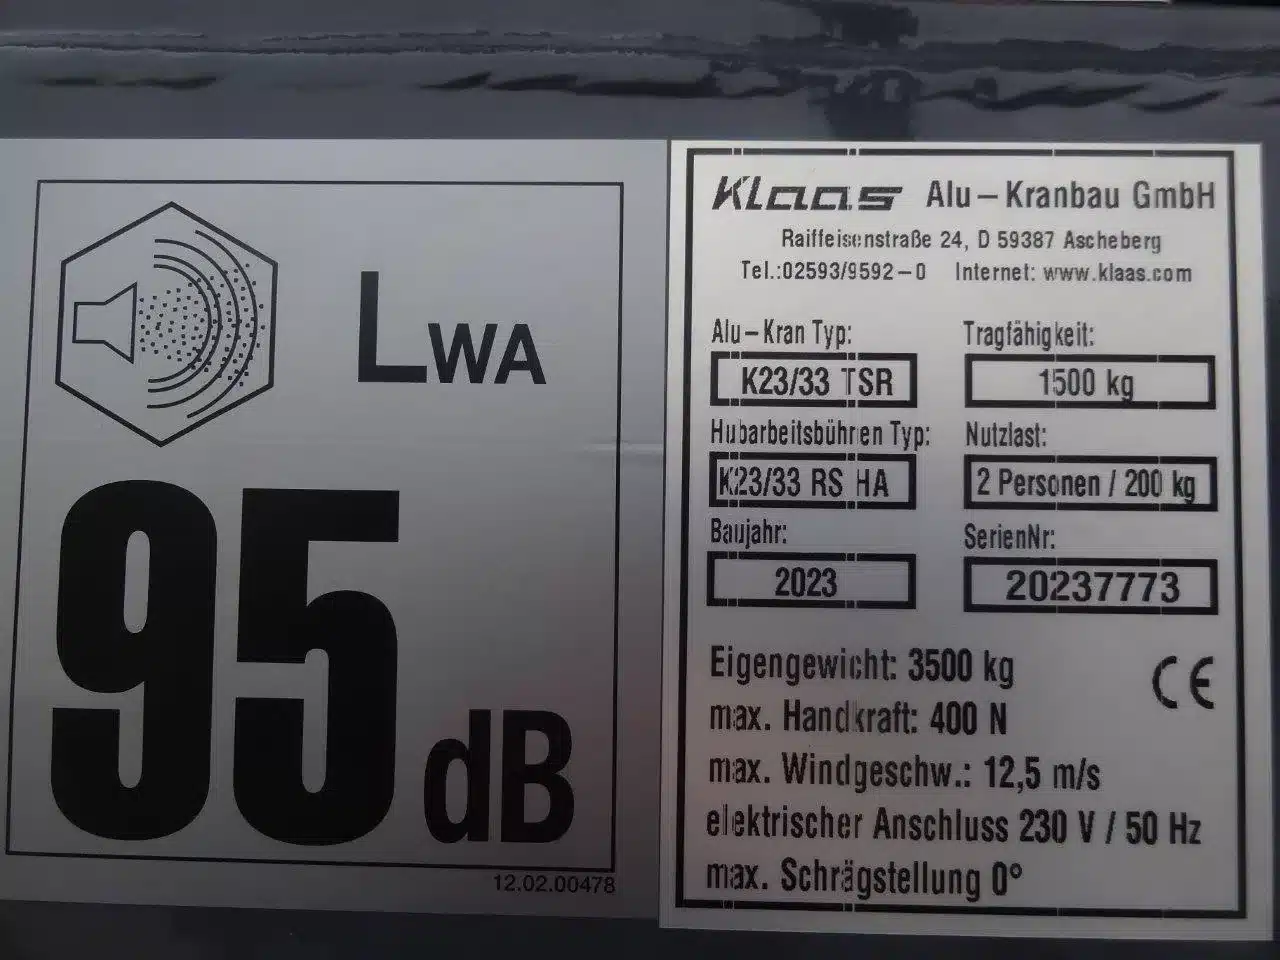 LWA
95 dB
12.02.00478
Klaas Alu-Kranbau GmbH
Raiffeisenstraße 24, D 59387 Ascheberg
Tel.:02593/9592-0 Internet: www.klaas.com
Alu-Kran Typ: Tragfähigkeit:
K23/33 TSR 1500 kg
Hubarbeitsbühnen Typ: Nutzlast:
K23/33 RS HA 2 Personen / 200 kg
Baujahr: SerienNr:
2023 20237773
Eigengewicht: 3500 kg
CE
max. Handkraft: 400 N
max. Windgeschw.: 12,5 m/s
elektrischer Anschluss 230 V / 50 Hz
max. Schrägstellung 0°